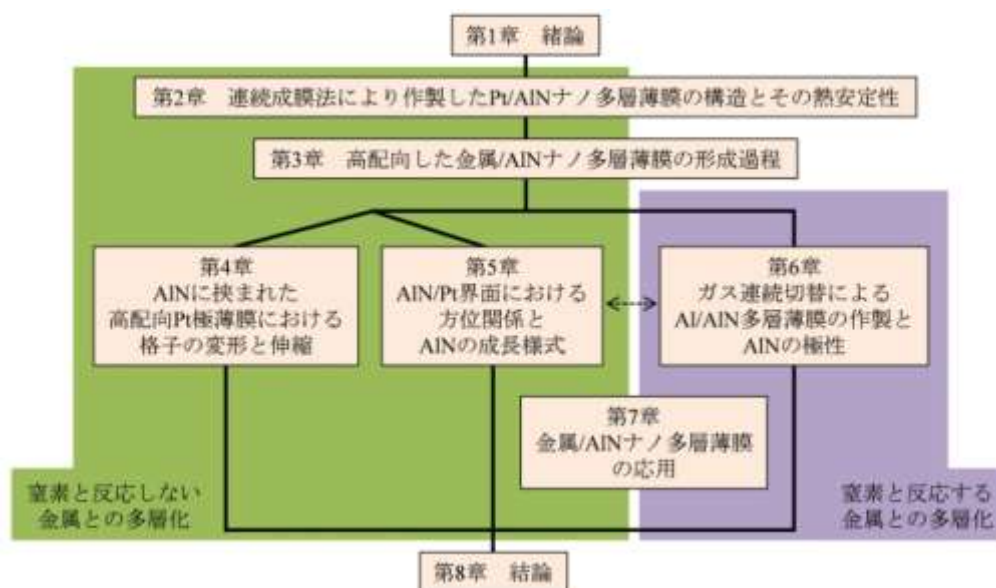 第1章 緒論
第2章 連続成膜法により作製したPt/AlNナノ多層薄膜の構造とその熱安定性
第3章 高配向した金属/AlNナノ多層薄膜の形成過程
第4章
AlNに挟まれた
高配向Pt極薄膜における
格子の変形と伸縮
第5章
AlN/Pt界面における
方位関係と
AlNの成長様式
第6章
ガス連続切替による
Al/AlN多層薄膜の作製と
AlNの極性
第7章
金属/AlNナノ多層薄膜
の応用
窒素と反応しない
金属との多層化
窒素と反応する
金属との多層化
第8章 結論